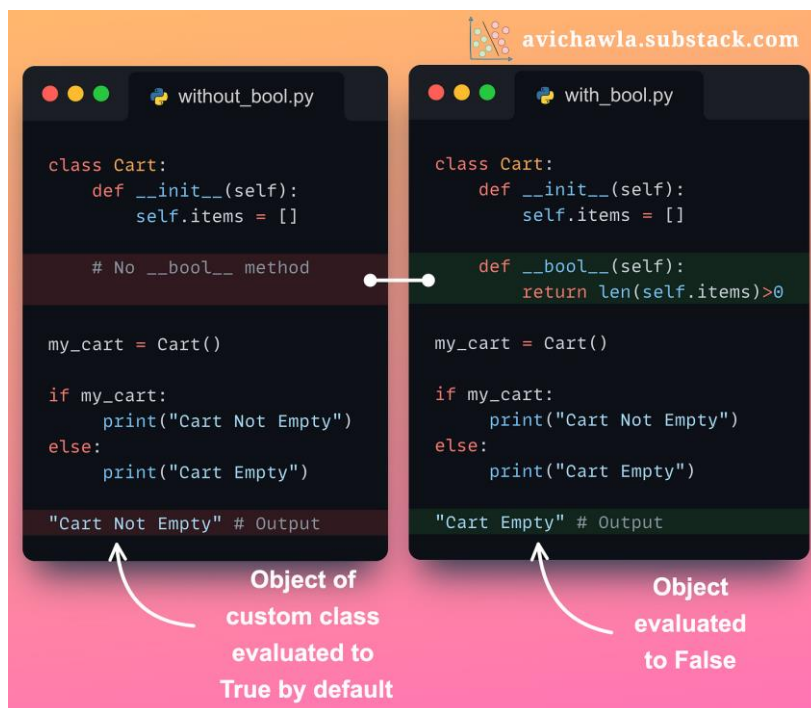 avichawla.substack.com
without_bool.py
class Cart:
    def __init__(self):
        self.items = []
    # No __bool__ method
my_cart = Cart()
if my_cart:
     print("Cart Not Empty")
else:
     print("Cart Empty")
"Cart Not Empty" # Output
Object of
custom class
evaluated to
True by default
with_bool.py
class Cart:
    def __init__(self):
        self.items = []
    def __bool__(self):
        return len(self.items)>0
my_cart = Cart()
if my_cart:
     print("Cart Not Empty")
else:
     print("Cart Empty")
"Cart Empty" # Output
Object
evaluated
to False